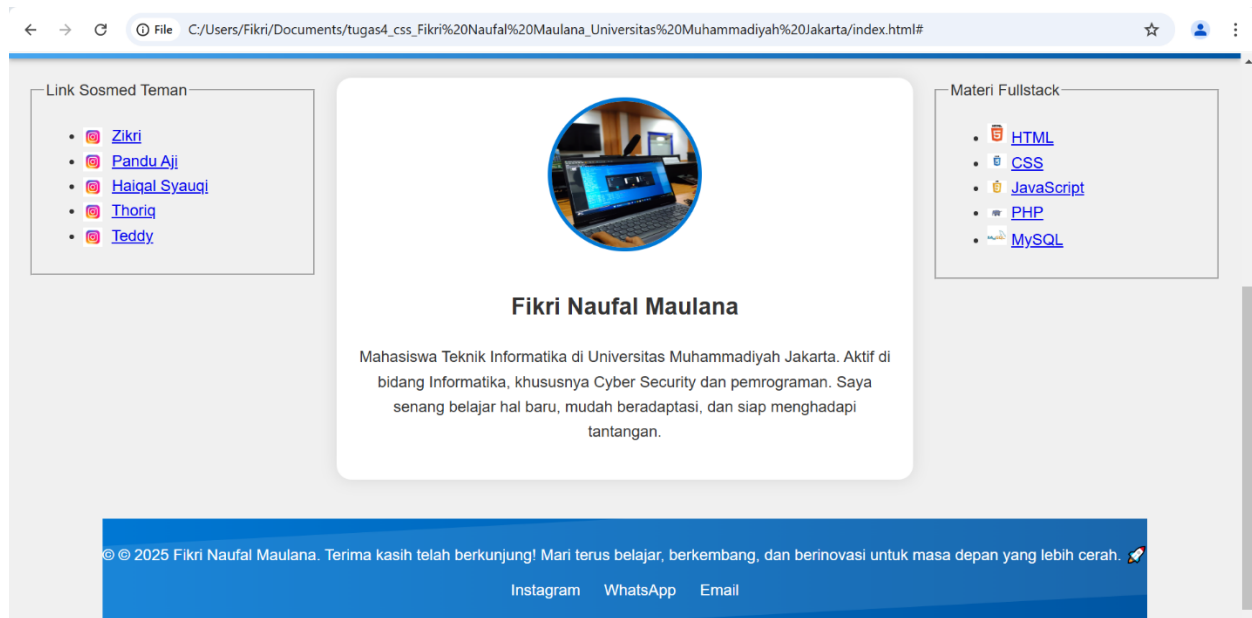 File C:/Users/Fikri/Documents/tugas4_css_Fikri%20Naufal%20Maulana_Universitas%20Muhammadiyah%20Jakarta/index.html#
Link Sosmed Teman
Zikri
Pandu Aji
Haiqal Syauqi
Thoriq
Teddy
Fikri Naufal Maulana
Mahasiswa Teknik Informatika di Universitas Muhammadiyah Jakarta. Aktif di
bidang Informatika, khususnya Cyber Security dan pemrograman. Saya
senang belajar hal baru, mudah beradaptasi, dan siap menghadapi
tantangan.
Materi Fullstack
HTML
CSS
JavaScript
PHP
MySQL
© © 2025 Fikri Naufal Maulana. Terima kasih telah berkunjung! Mari terus belajar, berkembang, dan berinovasi untuk masa depan yang lebih cerah. 🚀
Instagram WhatsApp Email